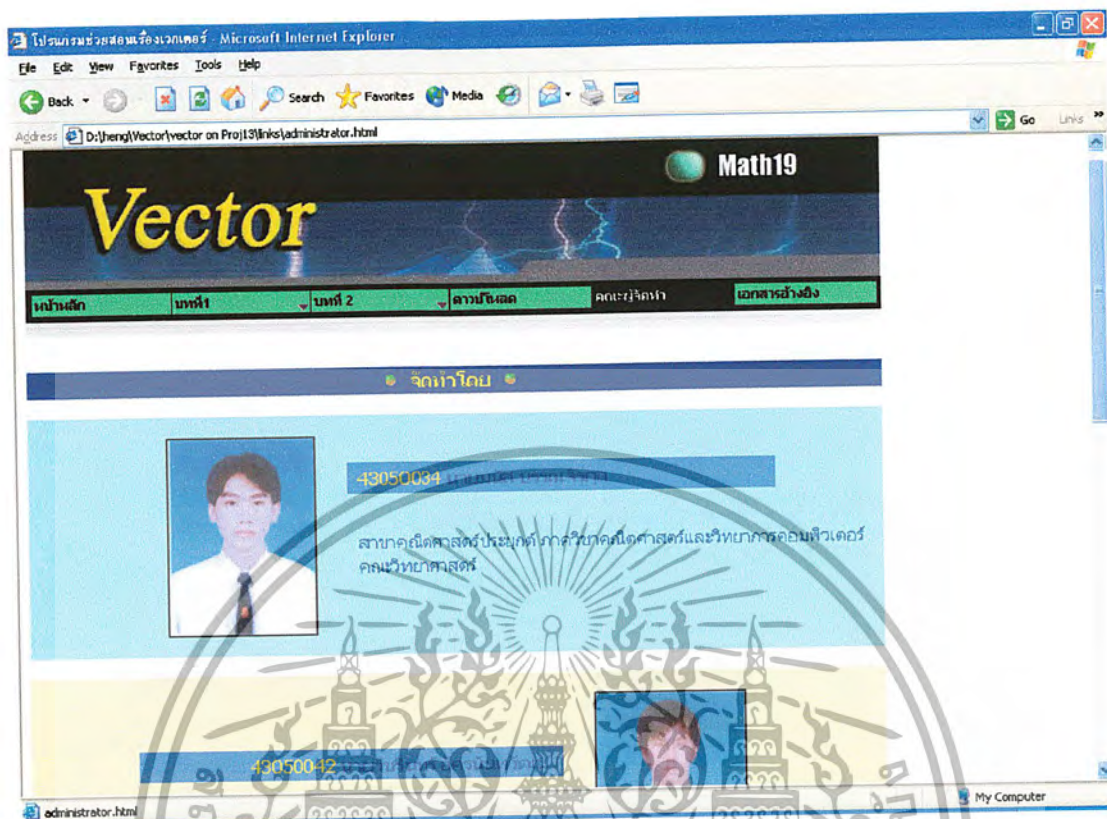 โปรแกรมช่วยสอนเรื่องเวกเตอร์ - Microsoft Internet Explorer
File Edit View Favorites Tools Help
Back Search Favorites Media
Address D:\heng\Vector\vector on Proj13\links\administrator.html Go Links »
Math19
Vector
หน้าหลัก บทที่1 บทที่ 2 ดาวน์โหลด คณะผู้จัดทำ เอกสารอ้างอิง
จัดทำโดย
43050034
สาขาคณิตศาสตร์ประยุกต์ ภาควิชาคณิตศาสตร์และวิทยาการคอมพิวเตอร์
คณะวิทยาศาสตร์
43050042
administrator.html My Computer